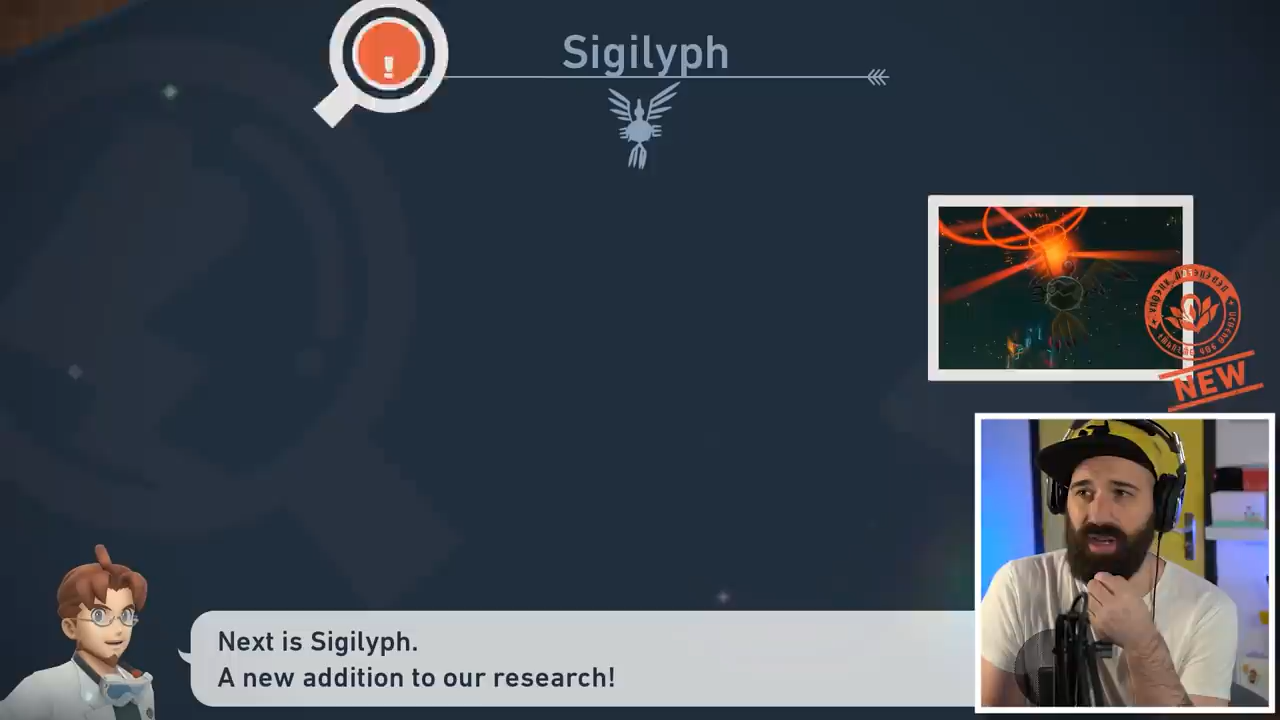 Sigilyph
!
NEW
Next is Sigilyph.
A new addition to our research!